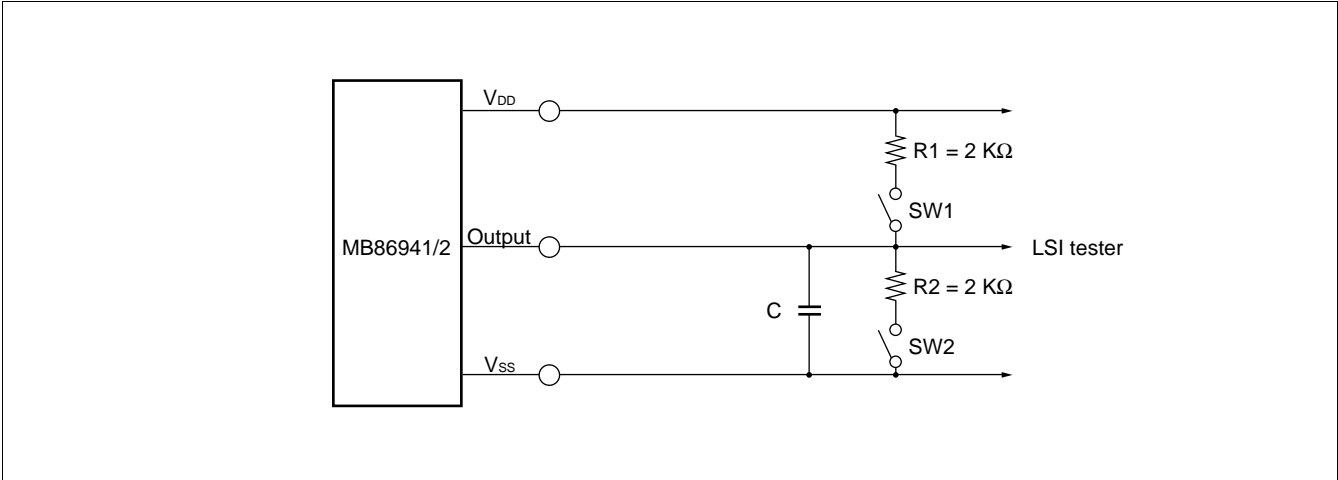 VDD
R1 = 2 KΩ
SW1
MB86941/2
Output
LSI tester
R2 = 2 KΩ
C
SW2
VSS